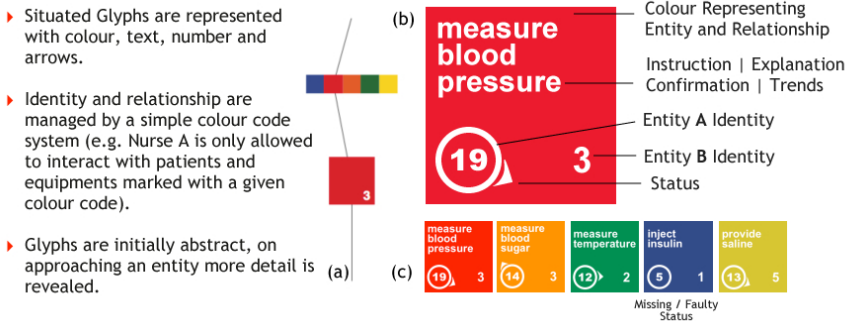 Situated Glyphs are represented
with colour, text, number and
arrows.
Identity and relationship are
managed by a simple colour code
system (e.g. Nurse A is only allowed
to interact with patients and
equipments marked with a given
colour code).
Glyphs are initially abstract, on
approaching an entity more detail is
revealed.
3
(a)
(b)
measure
blood
pressure
19
3
Colour Representing
Entity and Relationship
Instruction | Explanation
Confirmation | Trends
Entity A Identity
Entity B Identity
Status
(c)
measure
blood
pressure
19 3
measure
blood
sugar
14 3
measure
temperature
12 2
inject
insulin
5 1
provide
saline
13 5
Missing / Faulty
Status